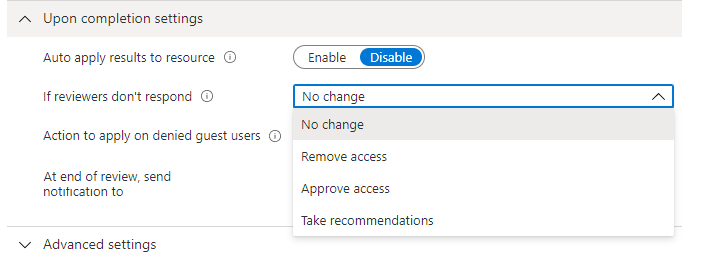 Upon completion settings
Auto apply results to resource
Enable
Disable
If reviewers don't respond
No change
No change
Action to apply on denied guest users
Remove access
At end of review, send
notification to
Approve access
Take recommendations
Advanced settings